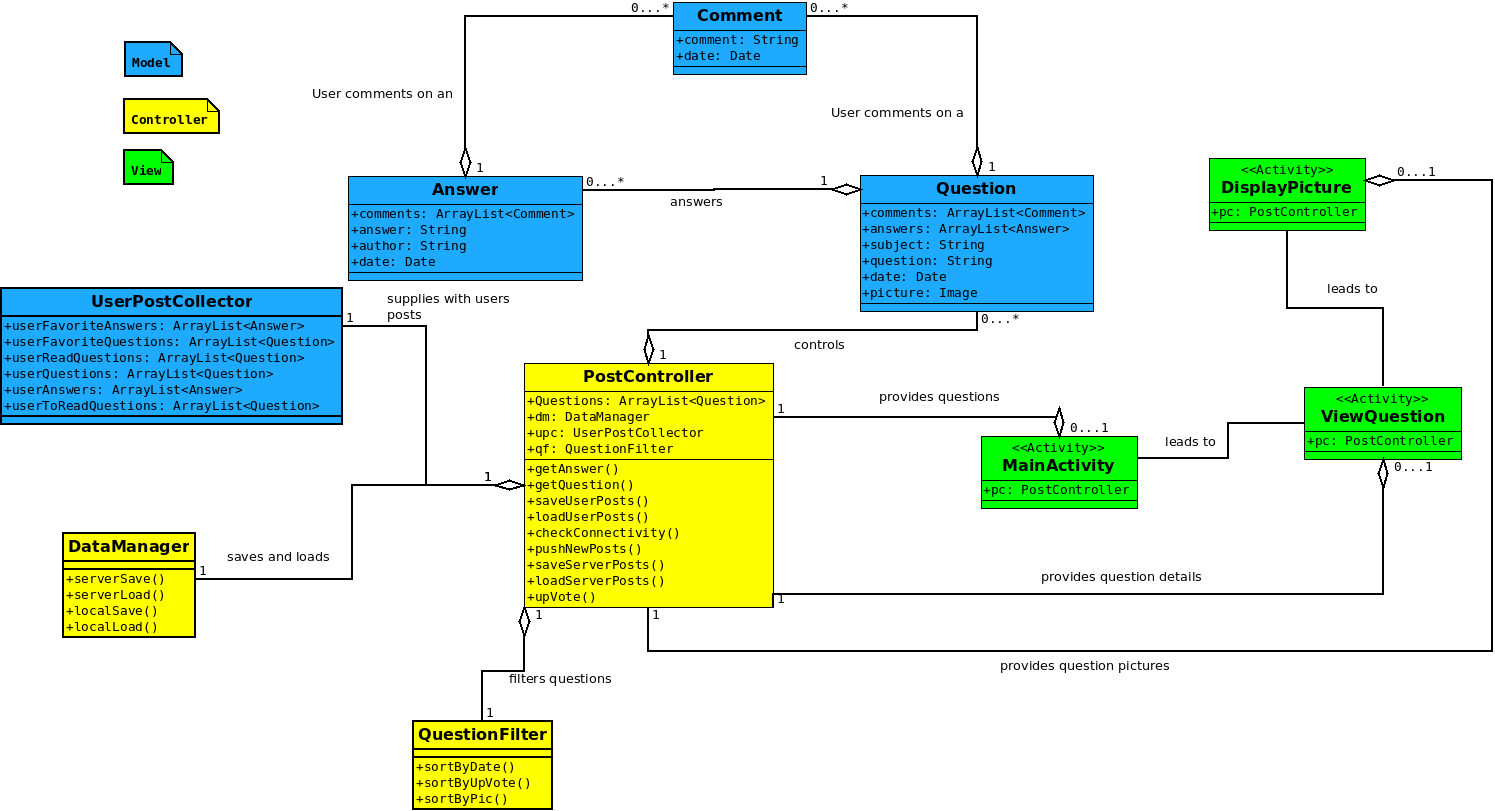 0...*
Comment
0...*
+comment: String
+date: Date
Model
Controller
View
User comments on an
User comments on a
1
1
Answer
+comments: ArrayList<Comment>
+answer: String
+author: String
+date: Date
0...*
answers
1
Question
+comments: ArrayList<Comment>
+answers: ArrayList<Answer>
+subject: String
+question: String
+date: Date
+picture: Image
0...*
<<Activity>>
DisplayPicture
+pc: PostController
0...1
leads to
UserPostCollector
+userFavoriteAnswers: ArrayList<Answer>
+userFavoriteQuestions: ArrayList<Question>
+userReadQuestions: ArrayList<Question>
+userQuestions: ArrayList<Question>
+userAnswers: ArrayList<Answer>
+userToReadQuestions: ArrayList<Question>
1
supplies with users
posts
controls
1
PostController
+Questions: ArrayList<Question>
+dm: DataManager
+upc: UserPostCollector
+qf: QuestionFilter
+getAnswer()
+getQuestion()
+saveUserPosts()
+loadUserPosts()
+checkConnectivity()
+pushNewPosts()
+saveServerPosts()
+loadServerPosts()
+upVote()
1
1
provides questions
0...1
<<Activity>>
MainActivity
+pc: PostController
leads to
<<Activity>>
ViewQuestion
+pc: PostController
0...1
DataManager
+serverSave()
+serverLoad()
+localSave()
+localLoad()
1
saves and loads
provides question details
1
1
1
provides question pictures
filters questions
1
QuestionFilter
+sortByDate()
+sortByUpVote()
+sortByPic()